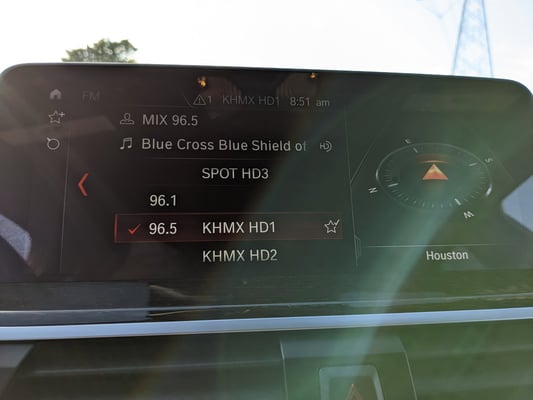 FM
1 KHMX HD1 8:51 am
MIX 96.5
Blue Cross Blue Shield of
SPOT HD3
96.1
96.5 KHMX HD1
KHMX HD2
E
S
N
W
Houston